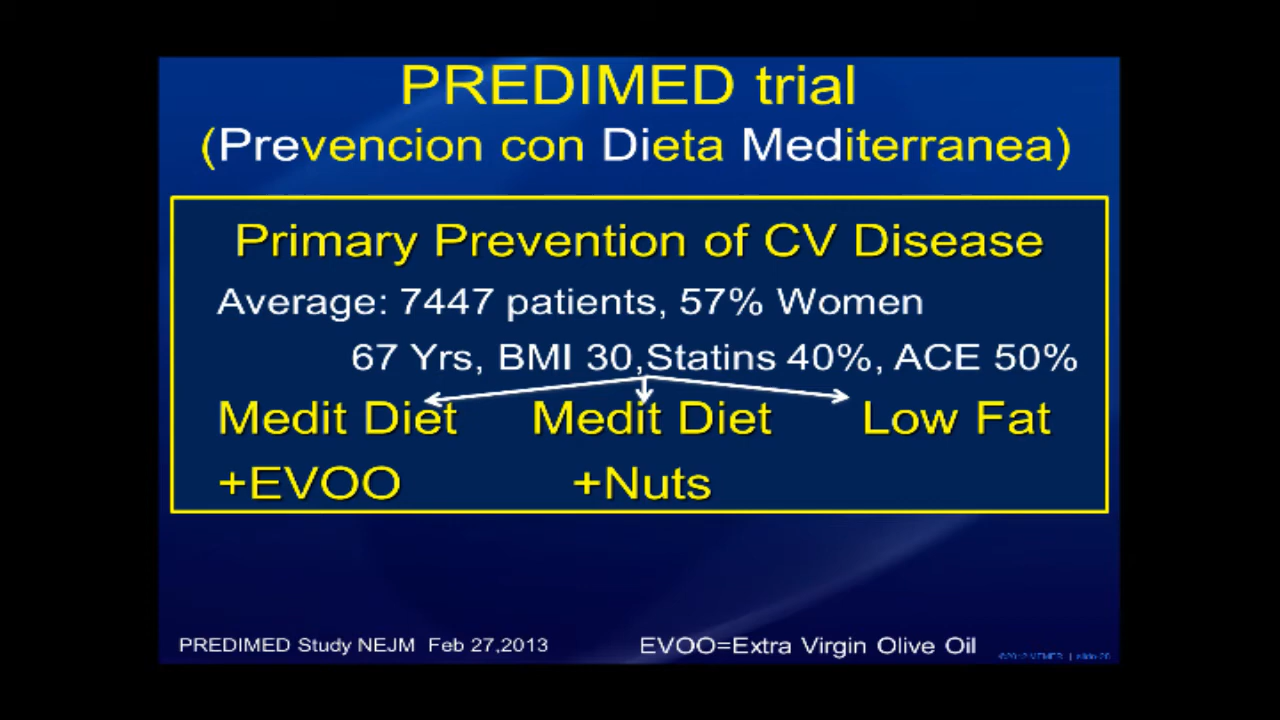 PREDIMED trial
(Prevencion con Dieta Mediterranea)
Primary Prevention of CV Disease
Average: 7447 patients, 57% Women
67 Yrs, BMI 30,Statins 40%, ACE 50%
Medit Diet Medit Diet Low Fat
+EVOO +Nuts
PREDIMED Study NEJM Feb 27,2013 EVOO=Extra Virgin Olive Oil